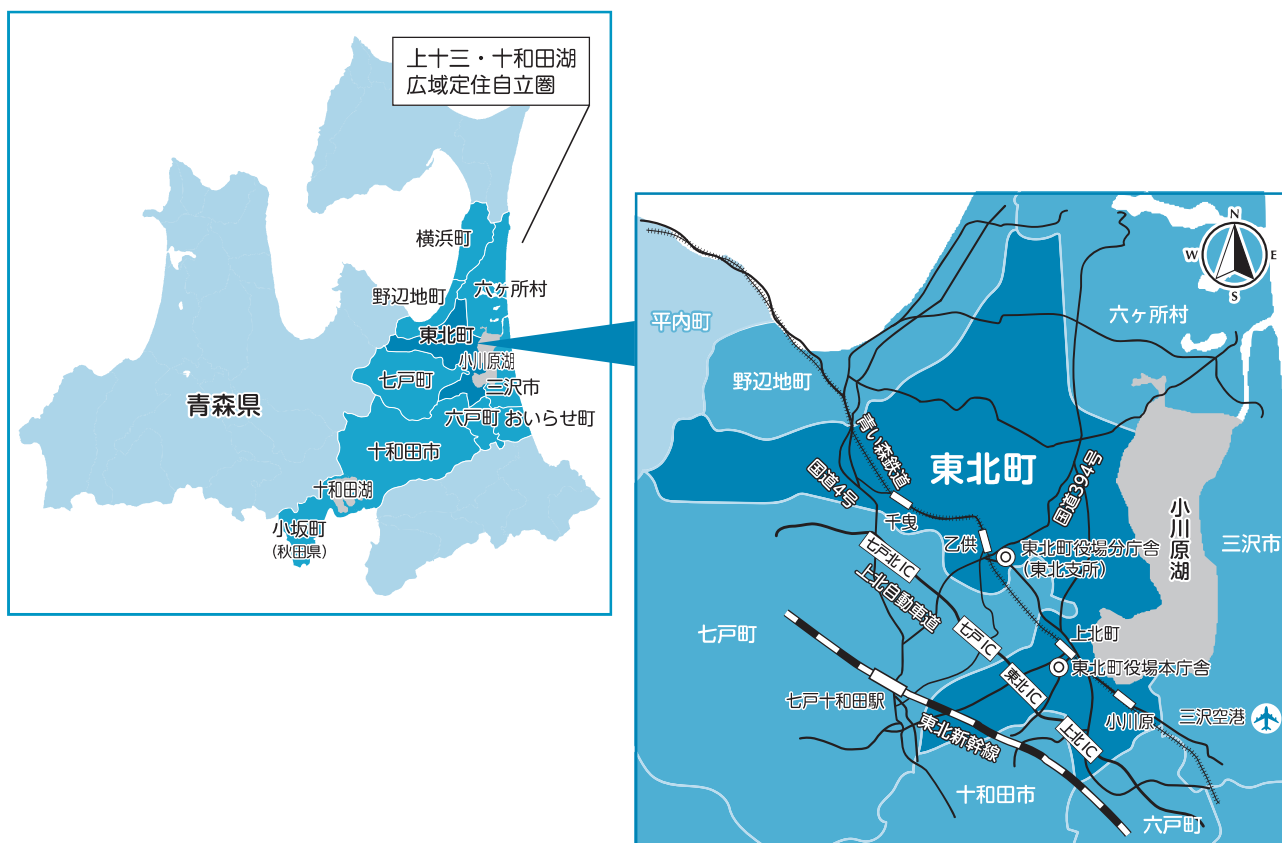 上十三・十和田湖
広域定住自立圏
横浜町
野辺地町
六ヶ所村
東北町
小川原湖
七戸町
三沢市
六戸町
おいらせ町
青森県
十和田市
十和田湖
小坂町
(秋田県)
N
W
E
S
平内町
六ヶ所村
野辺地町
青い森鉄道
東北町
国道4号
国道394号
千曳
小川原湖
乙供
東北町役場分庁舎
(東北支所)
三沢市
七戸北IC
上北自動車道
七戸町
七戸IC
上北町
東北町役場本庁舎
東北IC
七戸十和田駅
小川原
三沢空港
東北新幹線
上北IC
十和田市
六戸町